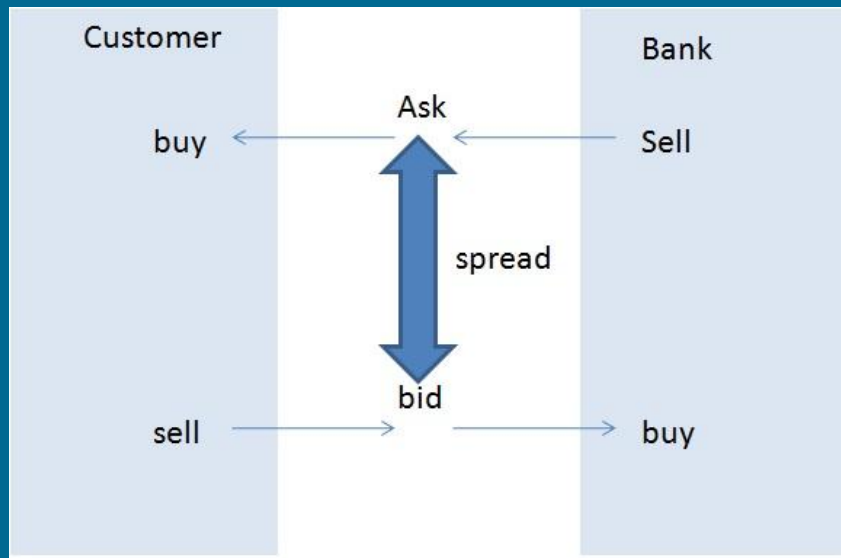 Customer
Bank
Ask
buy
Sell
spread
bid
sell
buy